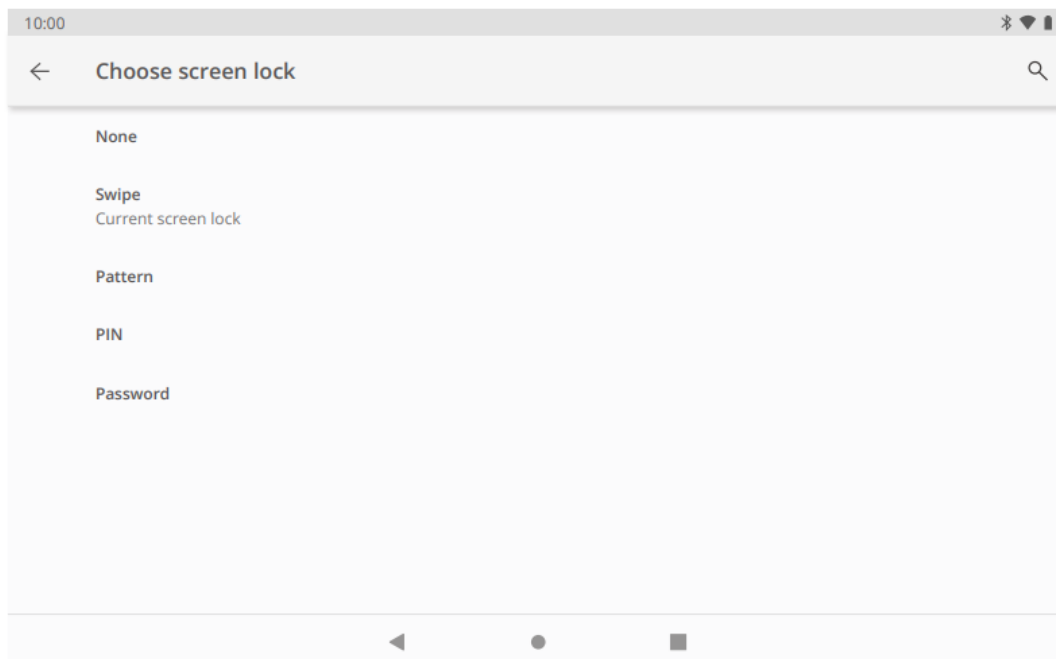 10:00
Choose screen lock
None
Swipe
Current screen lock
Pattern
PIN
Password